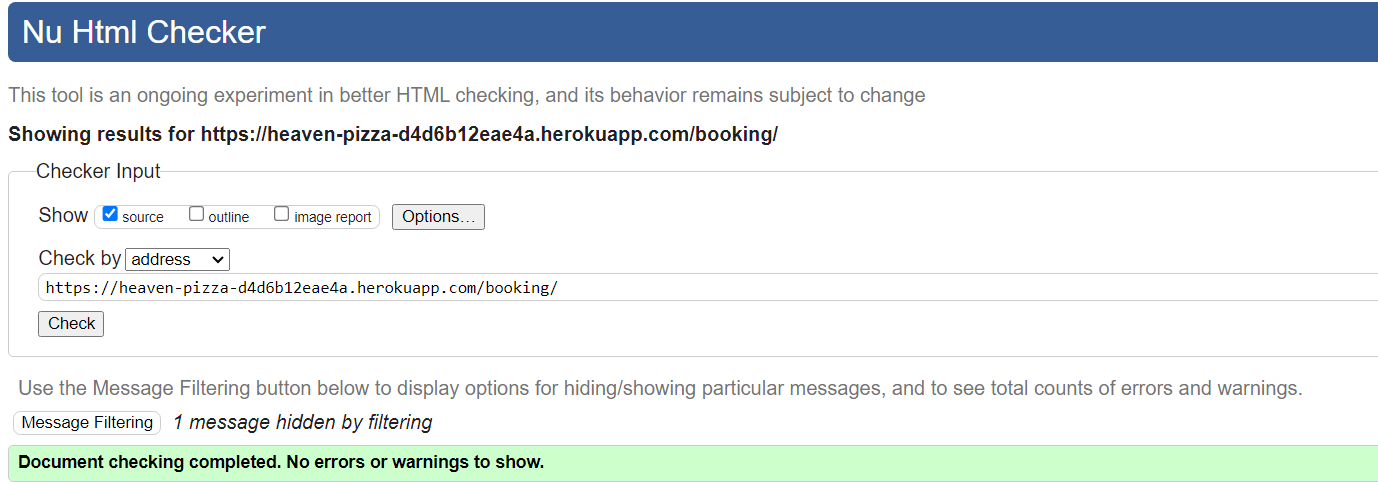 Nu Html Checker
This tool is an ongoing experiment in better HTML checking, and its behavior remains subject to change
Showing results for https://heaven-pizza-d4d6b12eae4a.herokuapp.com/booking/
Checker Input
Show source outline image report Options...
Check by address
https://heaven-pizza-d4d6b12eae4a.herokuapp.com/booking/
Check
Use the Message Filtering button below to display options for hiding/showing particular messages, and to see total counts of errors and warnings.
Message Filtering 1 message hidden by filtering
Document checking completed. No errors or warnings to show.